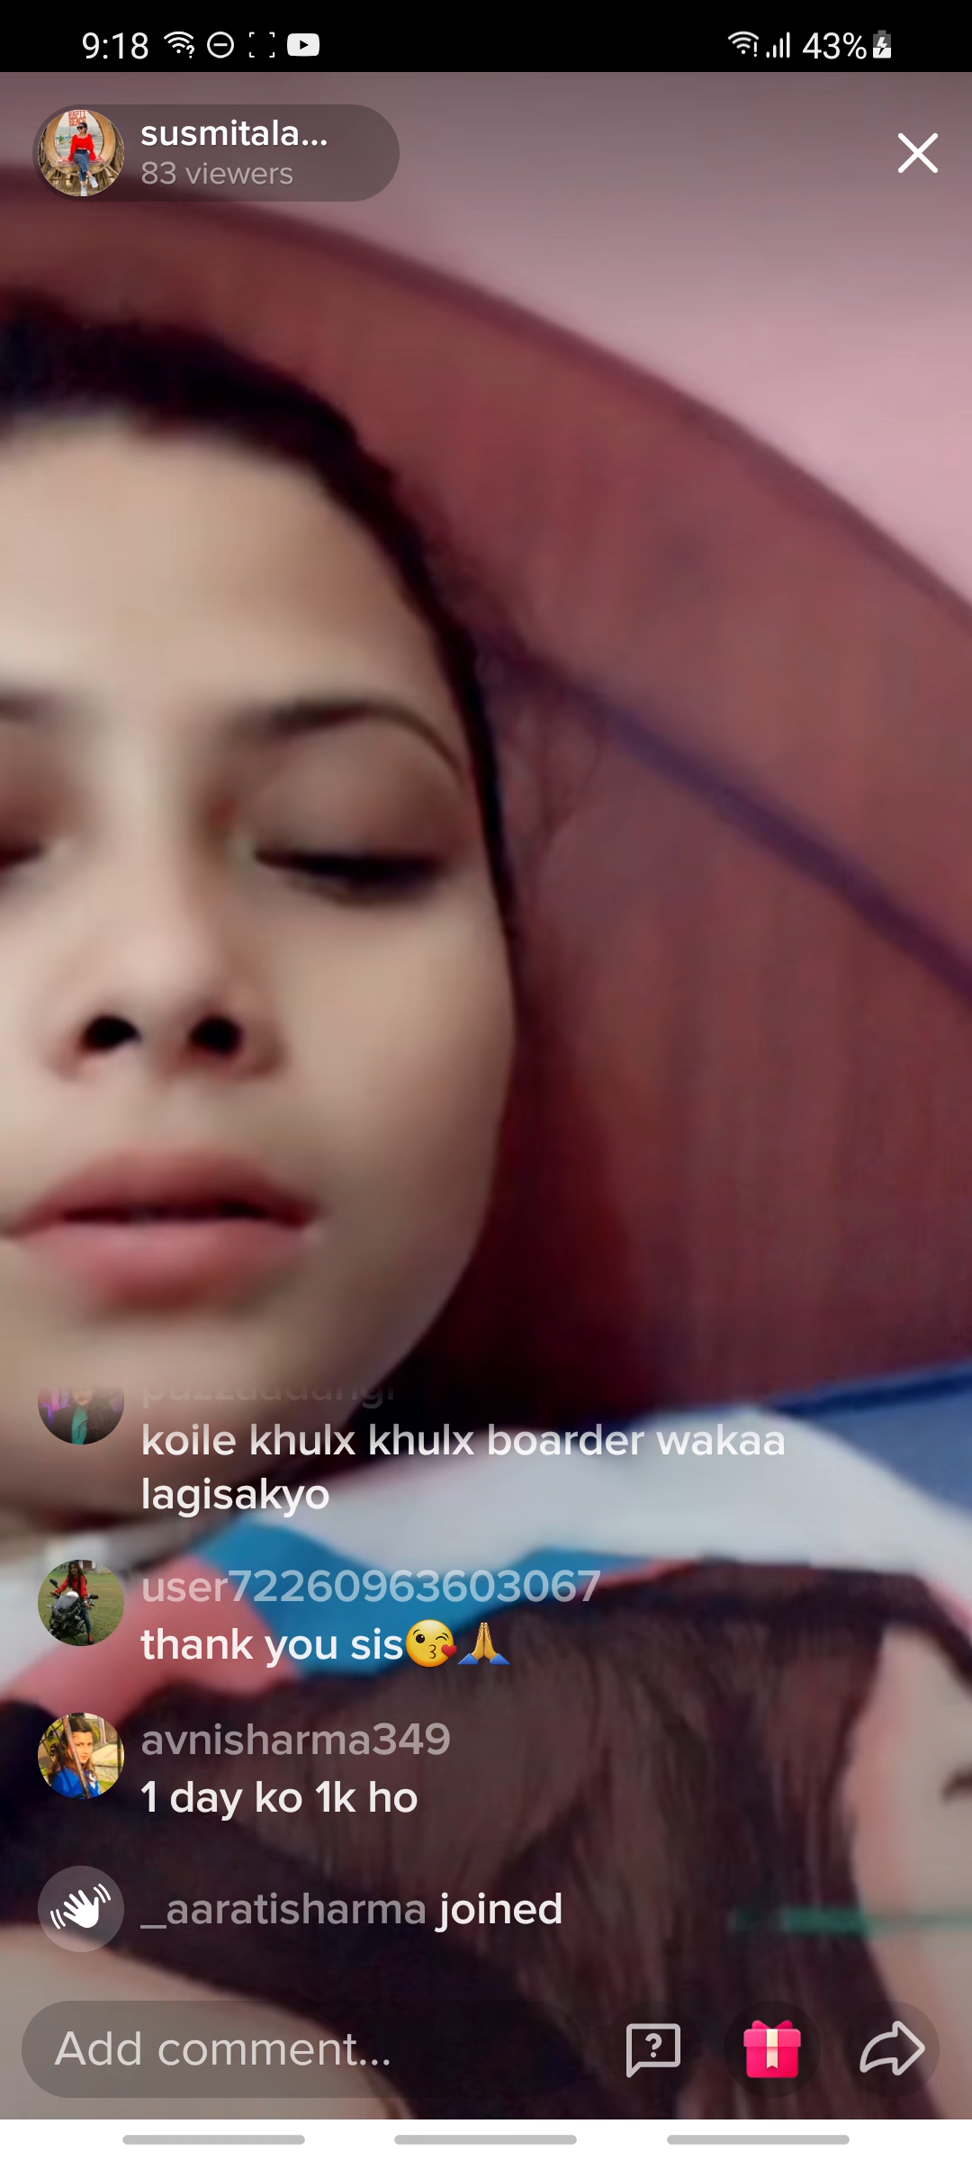 9:18
43%
susmitala...
83 viewers
koile khulx khulx boarder wakaa
lagisakyo
user72260963603067
thank you sis😘🙏
avnisharma349
1 day ko 1k ho
_aaratisharma joined
Add comment...